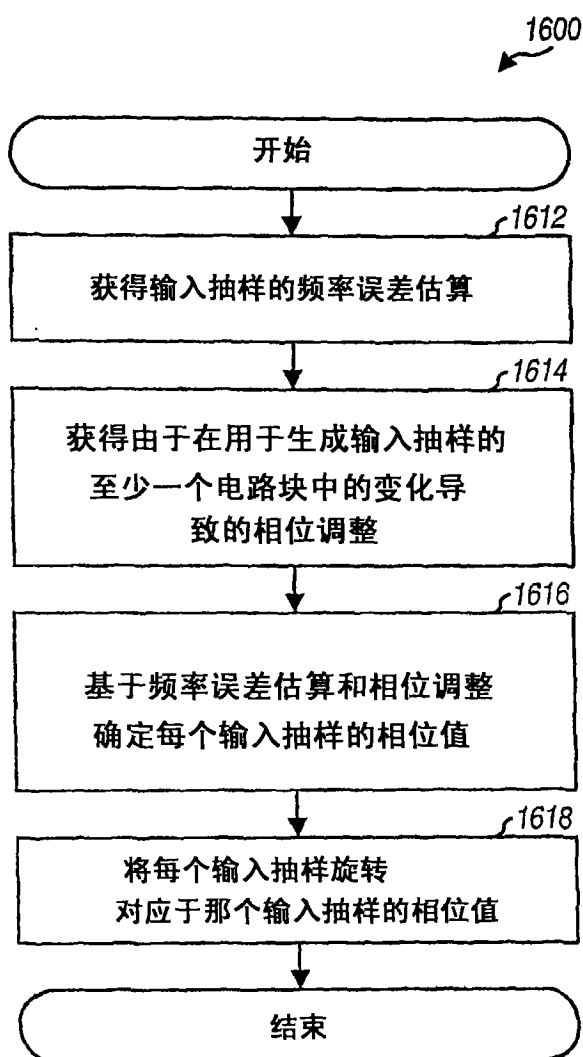 1600
开始
1612
获得输入抽样的频率误差估算
1614
获得由于在用于生成输入抽样的
至少一个电路块中的变化导
致的相位调整
1616
基于频率误差估算和相位调整
确定每个输入抽样的相位值
1618
将每个输入抽样旋转
对应于那个输入抽样的相位值
结束